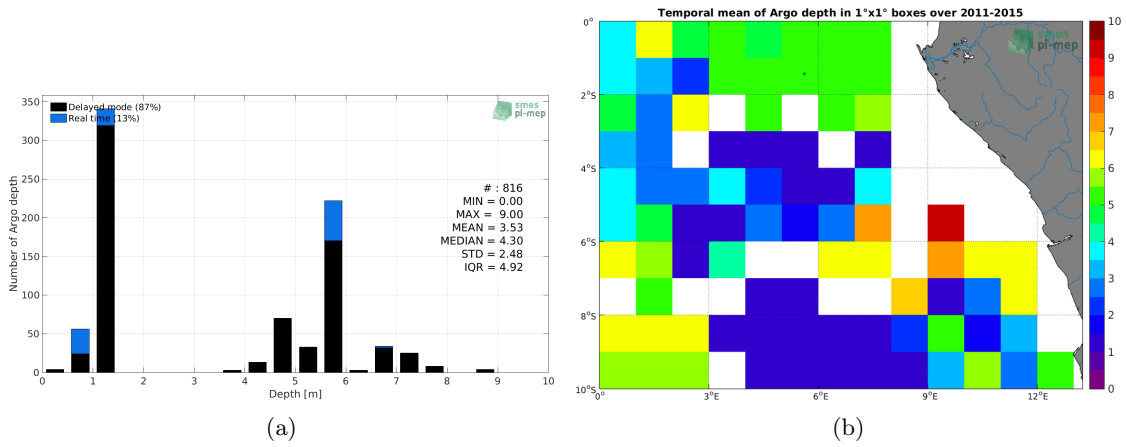 Delayed mode (87%)
Real time (13%)
smos
pi-mep
350
300
250
200
150
100
50
0
Number of Argo depth
# : 816
MIN = 0.00
MAX = 9.00
MEAN = 3.53
MEDIAN = 4.30
STD = 2.48
IQR = 4.92
0 1 2 3 4 5 6 7 8 9 10
Depth [m]
(a)
Temporal mean of Argo depth in 1°x1° boxes over 2011-2015
smos
pi-mep
0°
2°S
4°S
6°S
8°S
10°S
0° 3°E 6°E 9°E 12°E
10
9
8
7
6
5
4
3
2
1
0
(b)